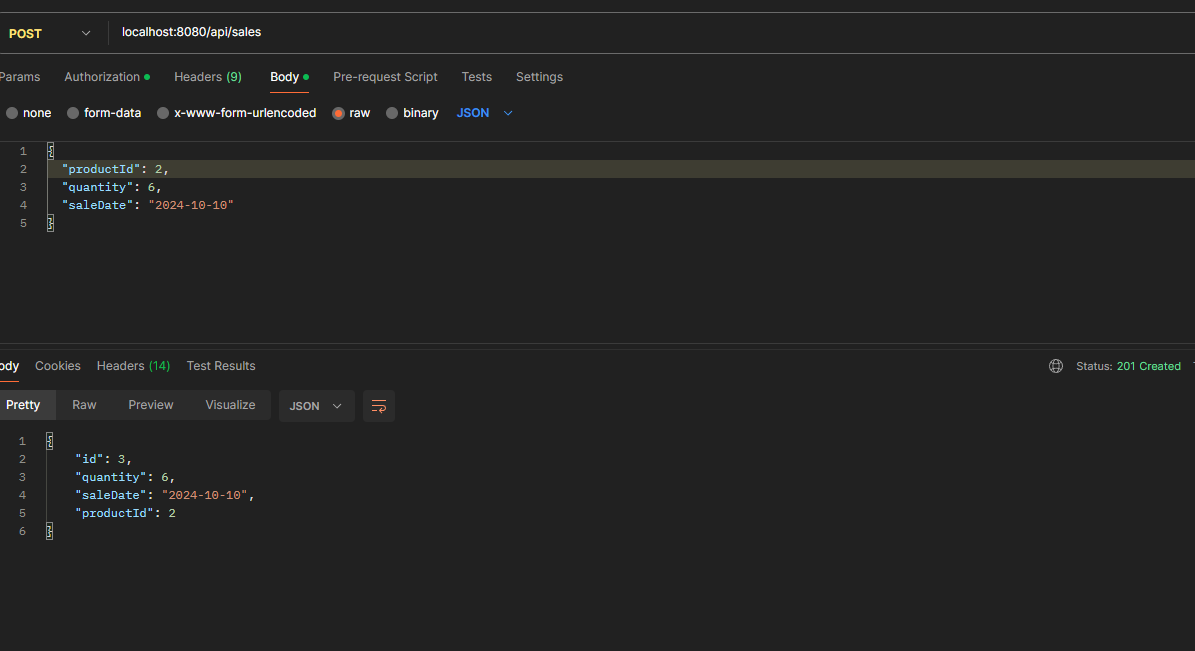 POST localhost:8080/api/sales
Params Authorization Headers (9) Body Pre-request Script Tests Settings
none form-data x-www-form-urlencoded raw binary JSON
1 {
2 "productId": 2,
3 "quantity": 6,
4 "saleDate": "2024-10-10"
5 }
ody Cookies Headers (14) Test Results Status: 201 Created
Pretty Raw Preview Visualize JSON
1 {
2 "id": 3,
3 "quantity": 6,
4 "saleDate": "2024-10-10",
5 "productId": 2
6 }